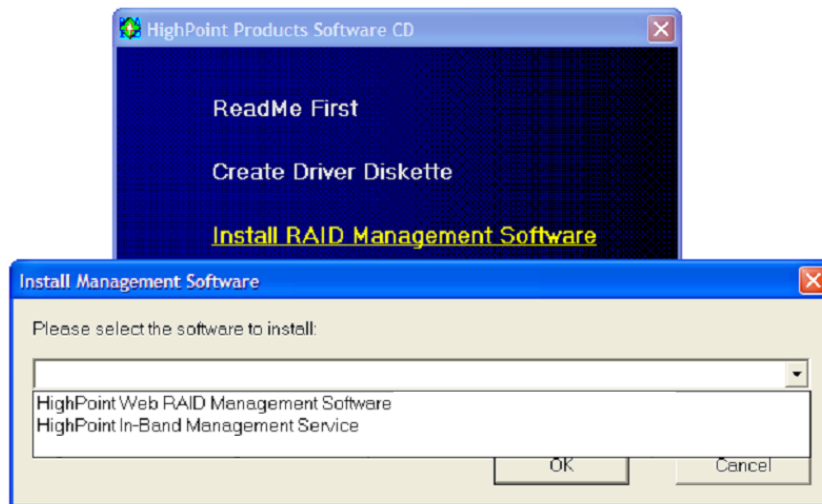 HighPoint Products Software CD
ReadMe First
Create Driver Diskette
Install RAID Management Software
Install Management Software
Please select the software to install:
HighPoint Web RAID Management Software
HighPoint In-Band Management Service
OK
Cancel